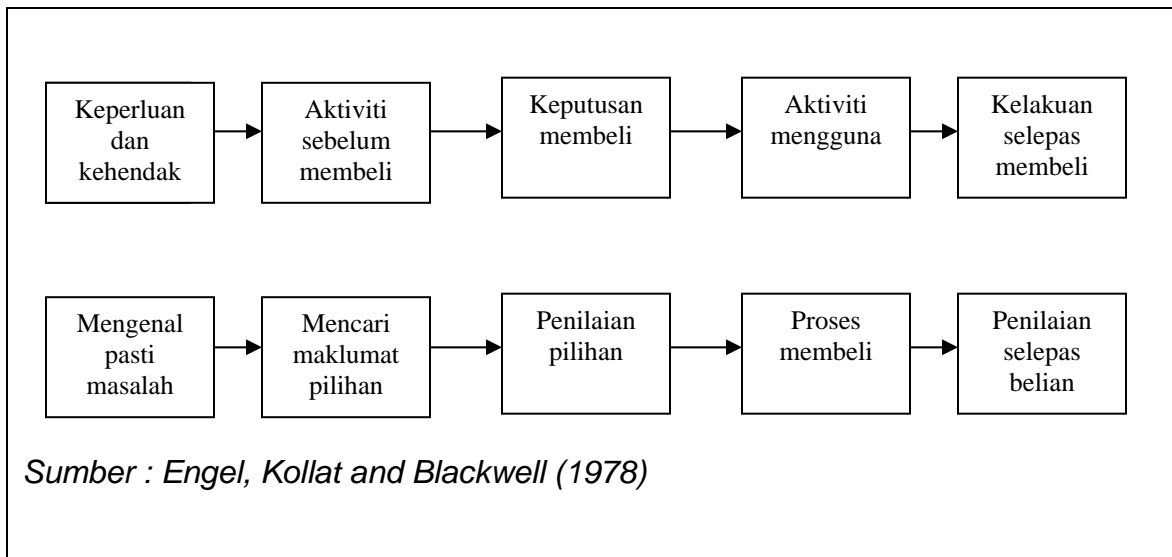 Keperluan
dan
kehendak
Aktiviti
sebelum
membeli
Keputusan
membeli
Aktiviti
mengguna
Kelakuan
selepas
membeli
Mengenal
pasti
masalah
Mencari
maklumat
pilihan
Penilaian
pilihan
Proses
membeli
Penilaian
selepas
belian
Sumber : Engel, Kollat and Blackwell (1978)